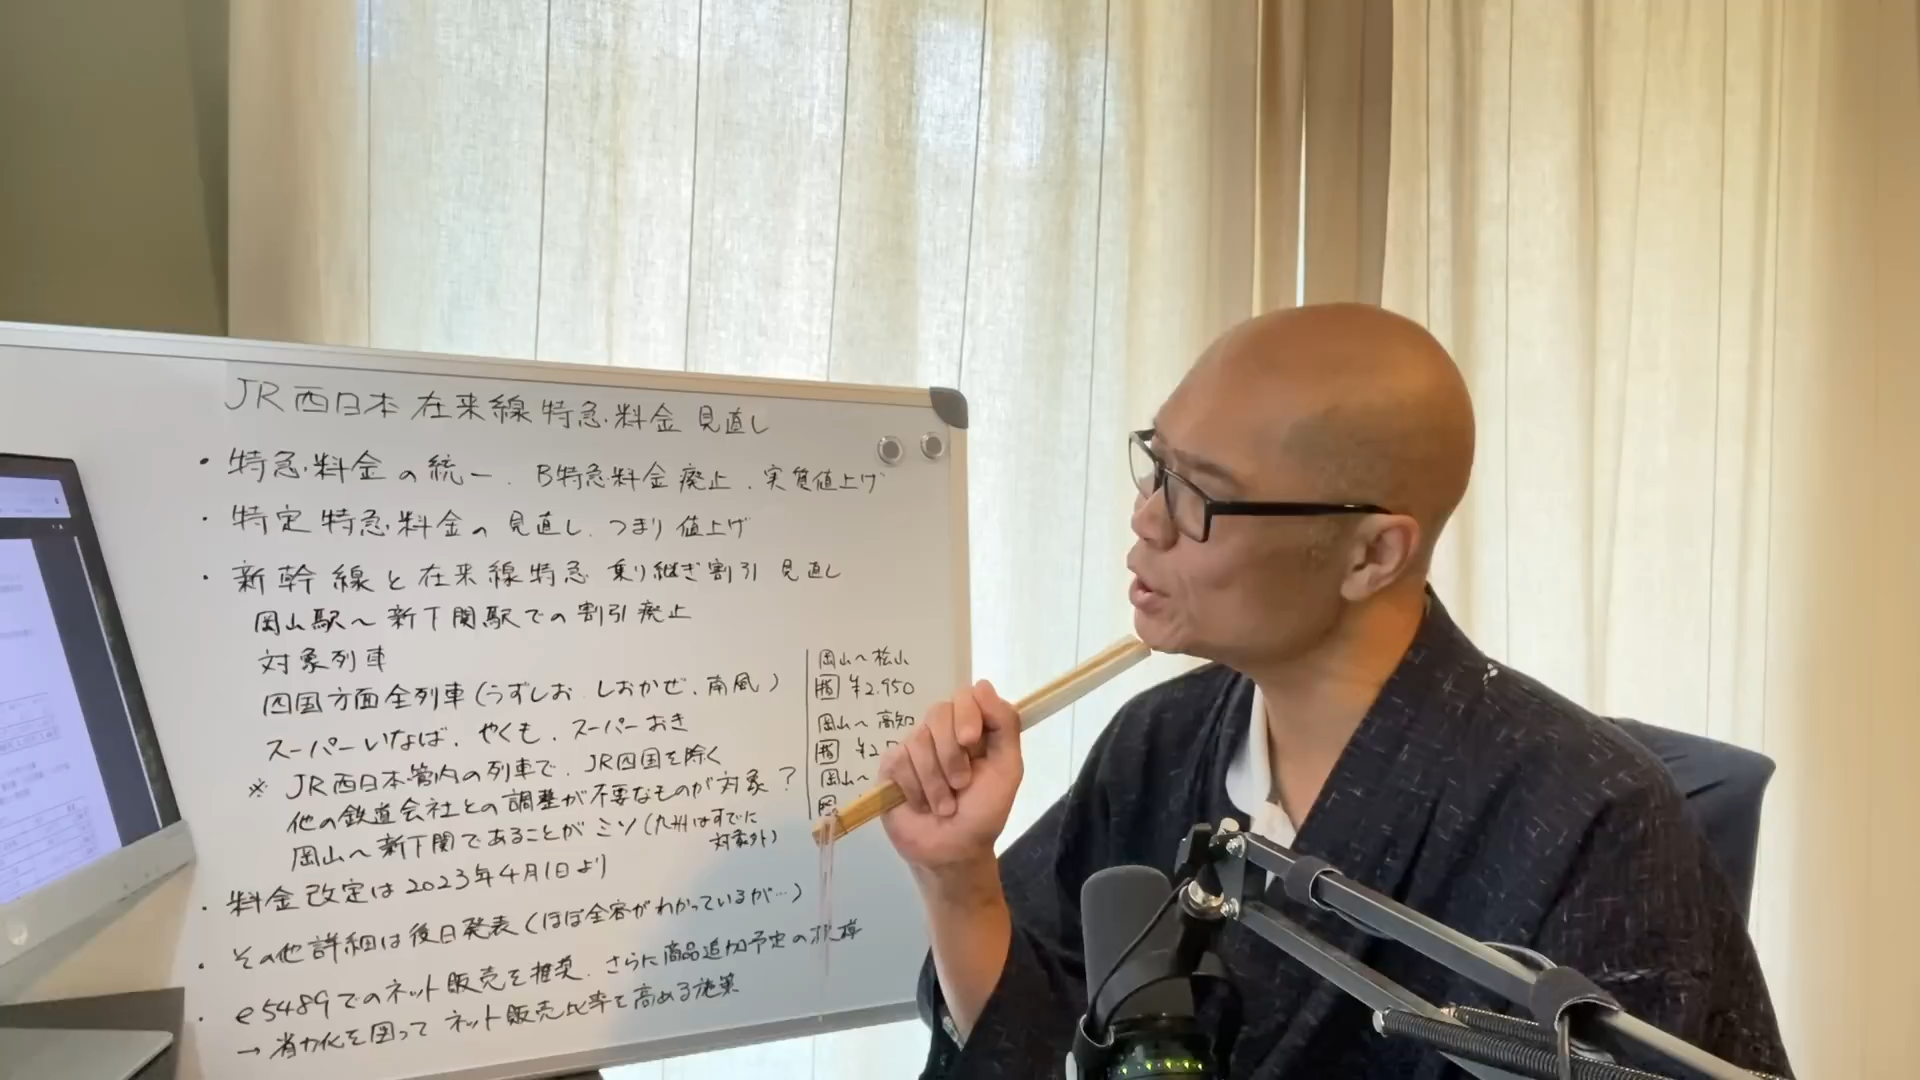 JR西日本 在来線特急料金 見直し
・特急料金の統一、B特急料金廃止、実質値上げ
・特定特急料金の見直し、つまり値上げ
・新幹線と在来線特急 乗り継ぎ割引 見直し
岡山駅～新下関駅での割引廃止
対象列車
四国方面全列車(うずしお、しおかぜ、南風)
スーパーいなば、やくも、スーパーおき
※JR西日本管内の列車で、JR四国を除く
他の鉄道会社との調整が不要なものが対象?
岡山～新下関であることがミソ(九州はすでに
対象外)
・料金改定は2023年4月1日より
・その他詳細は後日発表(ほぼ全容がわかっているが…)
・e5489でのネット販売を推奨、さらに商品追加予定の
→省力化を図って ネット販売比率を高める施策
岡山～松山
指 ¥2.950
岡山～高知
指 ¥2
岡山～